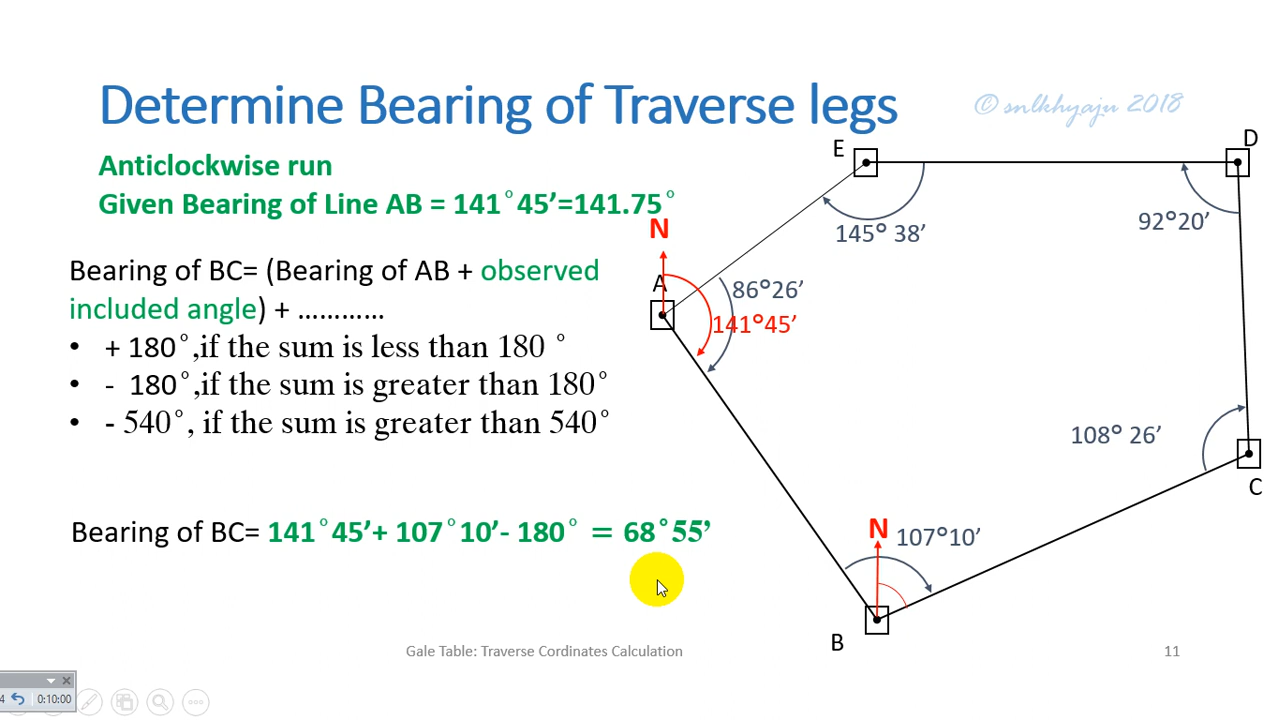 Determine Bearing of Traverse legs
© snlkhyaju 2018
Anticlockwise run
Given Bearing of Line AB = 141°45’=141.75°
Bearing of BC= (Bearing of AB + observed
included angle) + …………
• + 180°,if the sum is less than 180 °
• - 180°,if the sum is greater than 180°
• - 540°, if the sum is greater than 540°
Bearing of BC= 141°45’+ 107°10’- 180° = 68°55’
E
D
145° 38’
92°20’
N
A
86°26’
141°45’
108° 26’
C
N
107°10’
B
Gale Table: Traverse Cordinates Calculation
11
4
0:10:00